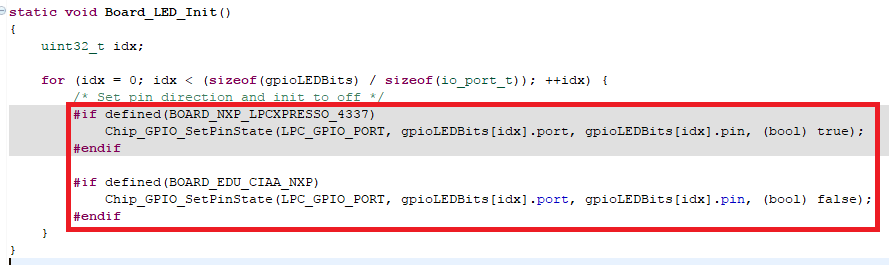 static void Board_LED_Init()
{
    uint32_t idx;

    for (idx = 0; idx < (sizeof(gpioLEDBits) / sizeof(io_port_t)); ++idx) {
        /* Set pin direction and init to off */
        #if defined(BOARD_NXP_LPCXPRESSO_4337)
            Chip_GPIO_SetPinState(LPC_GPIO_PORT, gpioLEDBits[idx].port, gpioLEDBits[idx].pin, (bool) true);
        #endif

        #if defined(BOARD_EDU_CIAA_NXP)
            Chip_GPIO_SetPinState(LPC_GPIO_PORT, gpioLEDBits[idx].port, gpioLEDBits[idx].pin, (bool) false);
        #endif
    }
}